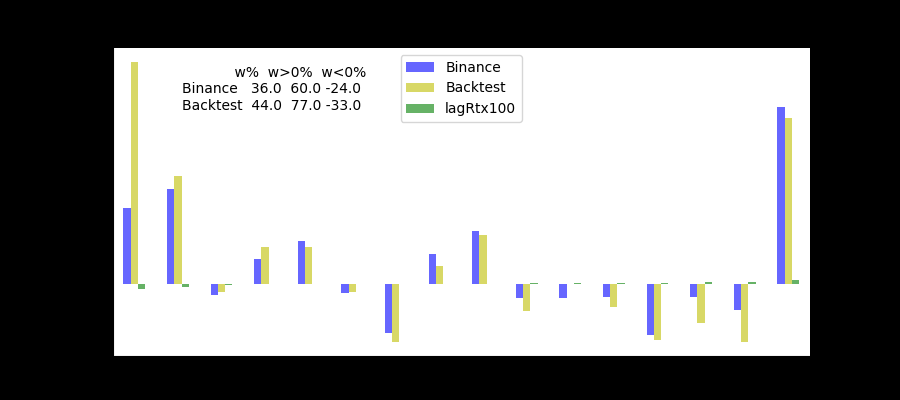 w% w>0% w<0%
Binance 36.0 60.0 -24.0
Backtest 44.0 77.0 -33.0
Binance
Backtest
lagRtx100